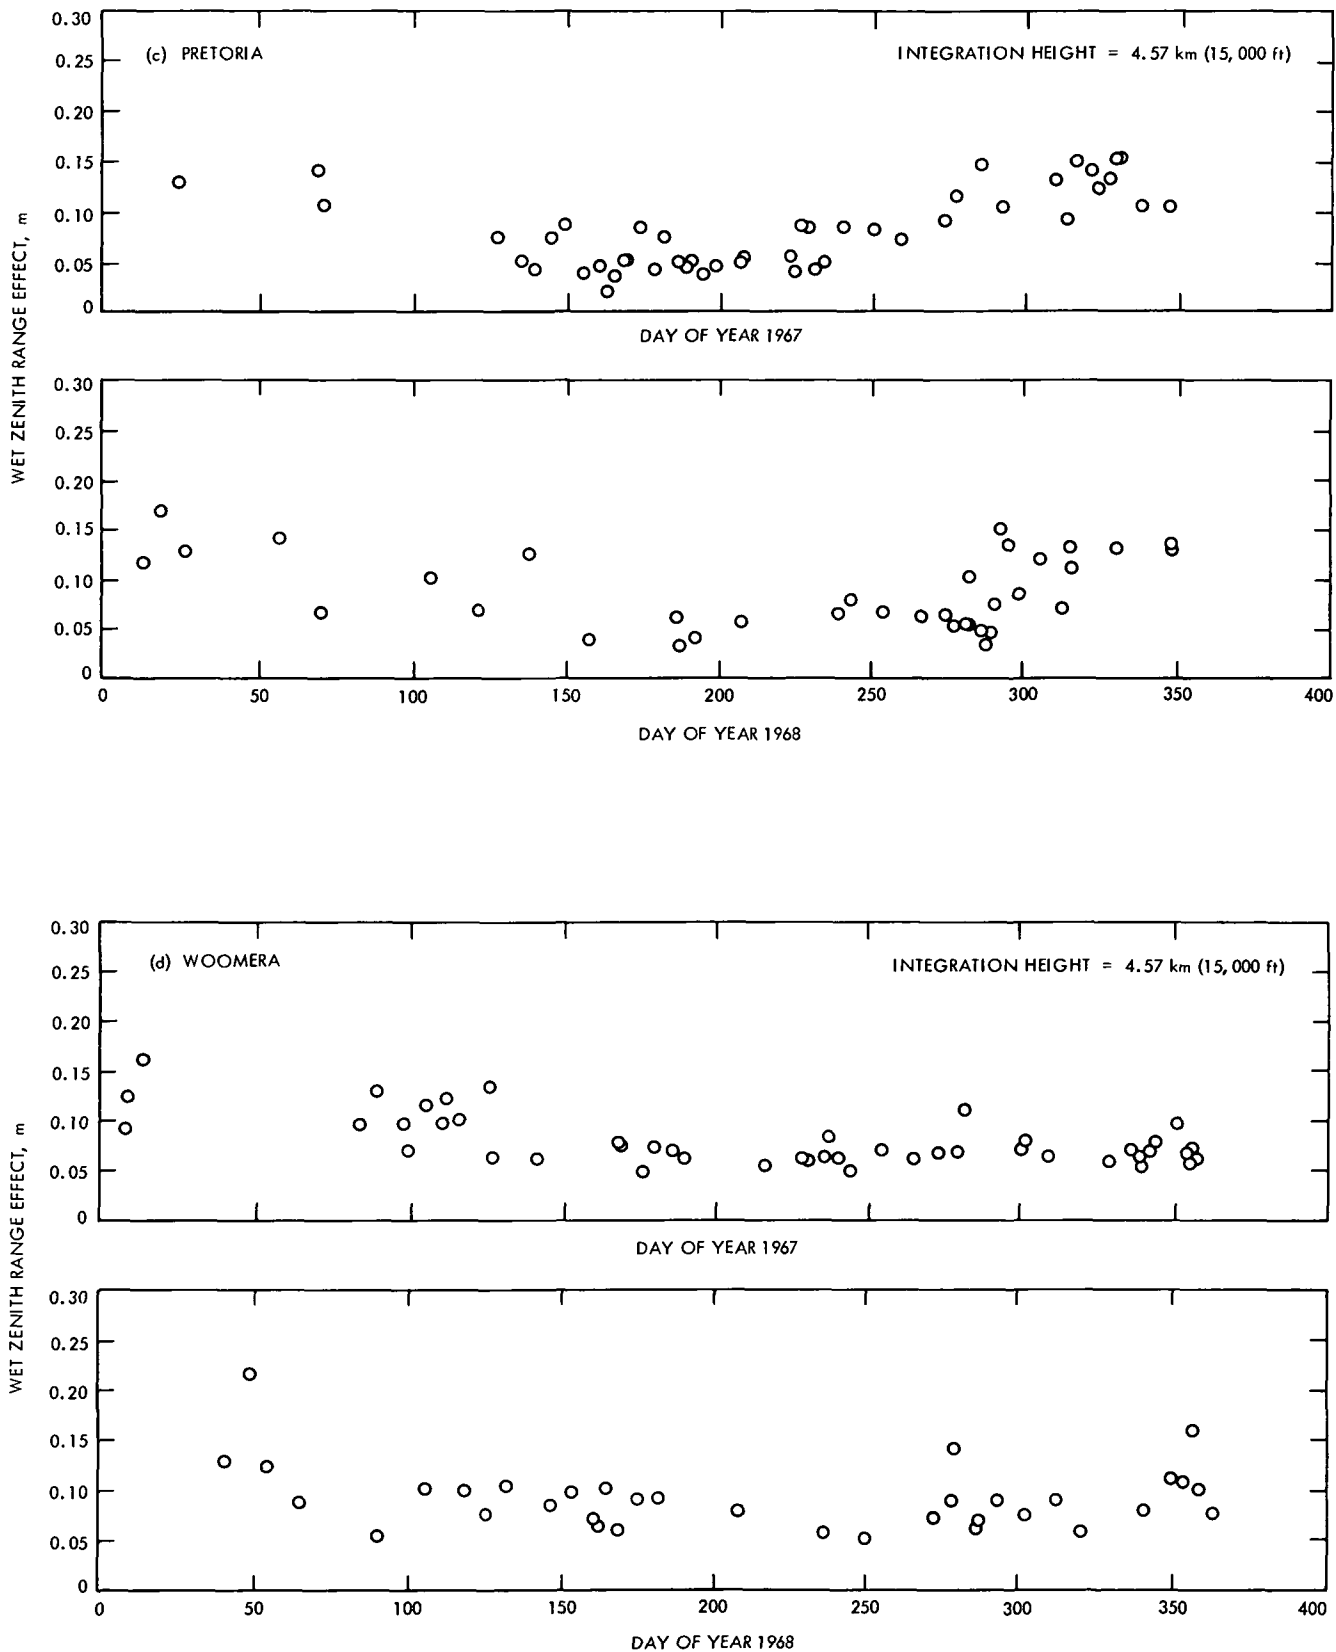 WET ZENITH RANGE EFFECT, m
(c) PRETORIA
INTEGRATION HEIGHT = 4.57 km (15,000 ft)
0.30
0.25
0.20
0.15
0.10
0.05
0
DAY OF YEAR 1967
0.30
0.25
0.20
0.15
0.10
0.05
0
0 50 100 150 200 250 300 350 400
DAY OF YEAR 1968
WET ZENITH RANGE EFFECT, m
(d) WOOMERA
INTEGRATION HEIGHT = 4.57 km (15,000 ft)
0.30
0.25
0.20
0.15
0.10
0.05
0
DAY OF YEAR 1967
0.30
0.25
0.20
0.15
0.10
0.05
0
0 50 100 150 200 250 300 350 400
DAY OF YEAR 1968